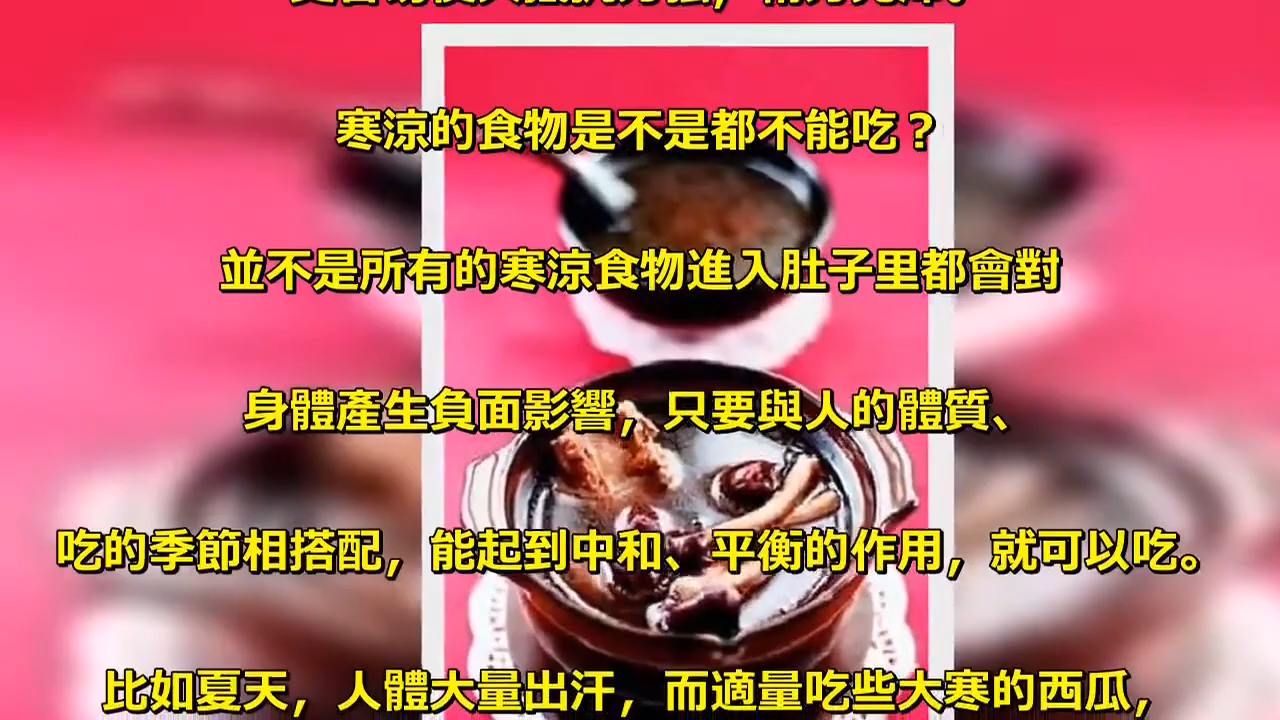 寒涼的食物是不是都不能吃？
並不是所有的寒涼食物進入肚子里都會對
身體產生負面影響，只要與人的體質、
吃的季節相搭配，能起到中和、平衡的作用，就可以吃。
比如夏天，人體大量出汗，而適量吃些大寒的西瓜，